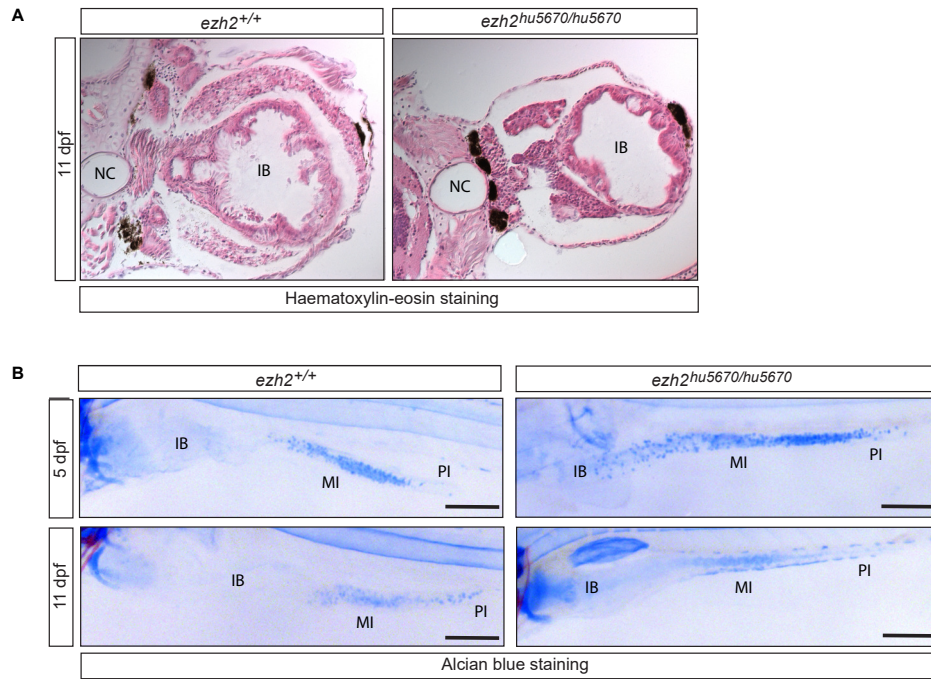 A
ezh2+/+
ezh2hu5670/hu5670
11 dpf
NC
IB
NC
IB
Haematoxylin-eosin staining
B
ezh2+/+
ezh2hu5670/hu5670
5 dpf
IB
MI
PI
IB
MI
PI
11 dpf
IB
MI
PI
IB
MI
PI
Alcian blue staining